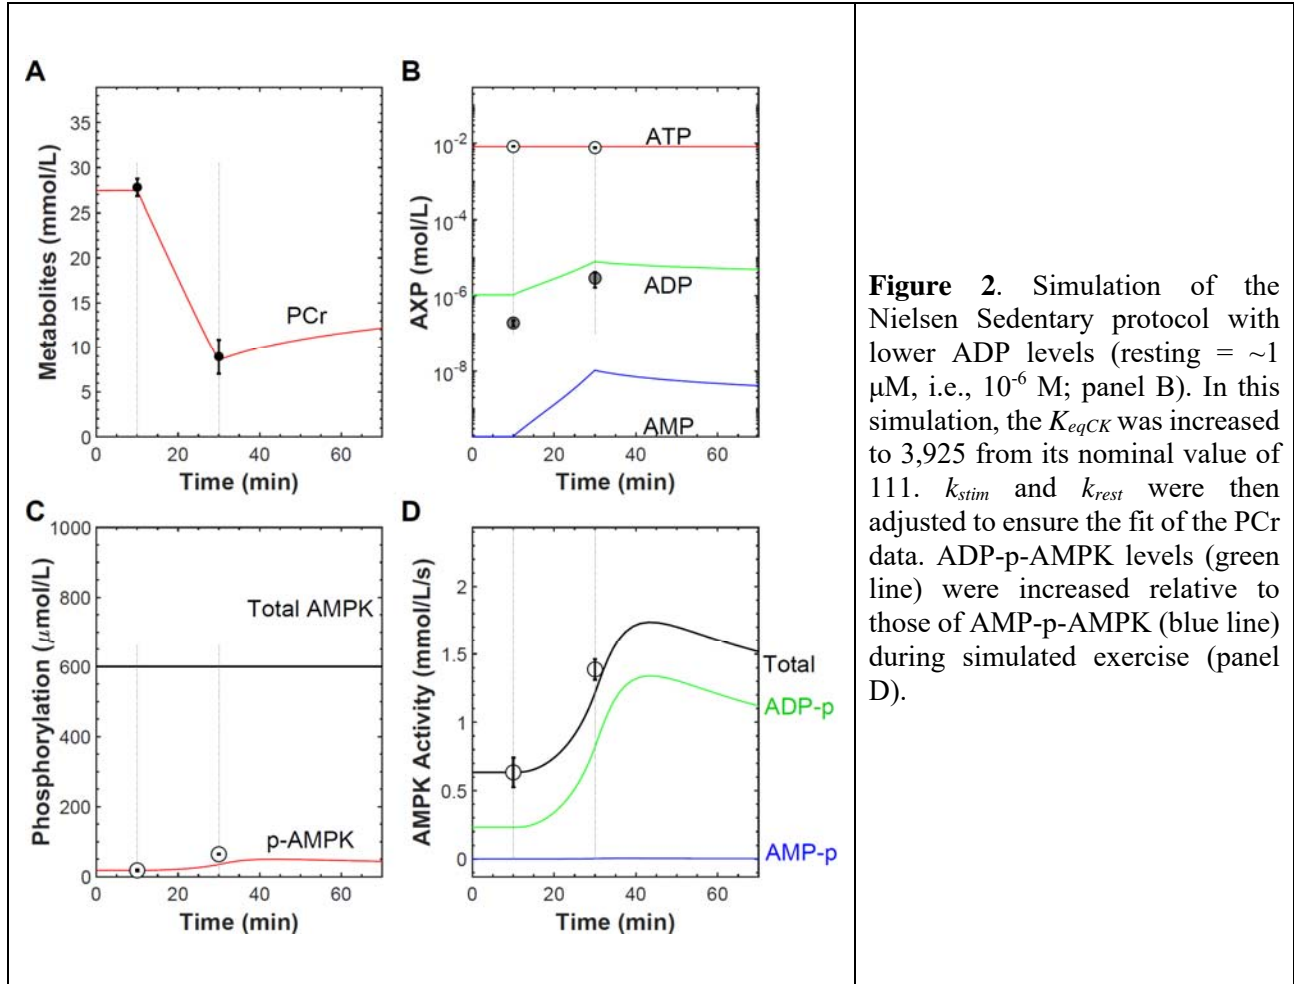 A
Metabolites (mmol/L)
35
30
25
20
15
10
5
0
PCr
0 20 40 60
Time (min)
B
AXP (mol/L)
10-2
10-4
10-6
10-8
ATP
ADP
AMP
0 20 40 60
Time (min)
C
Phosphorylation (µmol/L)
1000
800
600
400
200
0
Total AMPK
p-AMPK
0 20 40 60
Time (min)
D
AMPK Activity (mmol/L/s)
2
1.5
1
0.5
0
Total
ADP-p
AMP-p
0 20 40 60
Time (min)
Figure 2. Simulation of the
Nielsen Sedentary protocol with
lower ADP levels (resting = ~1
µM, i.e., 10-6 M; panel B). In this
simulation, the KeqCK was increased
to 3,925 from its nominal value of
111. kstim and krest were then
adjusted to ensure the fit of the PCr
data. ADP-p-AMPK levels (green
line) were increased relative to
those of AMP-p-AMPK (blue line)
during simulated exercise (panel
D).